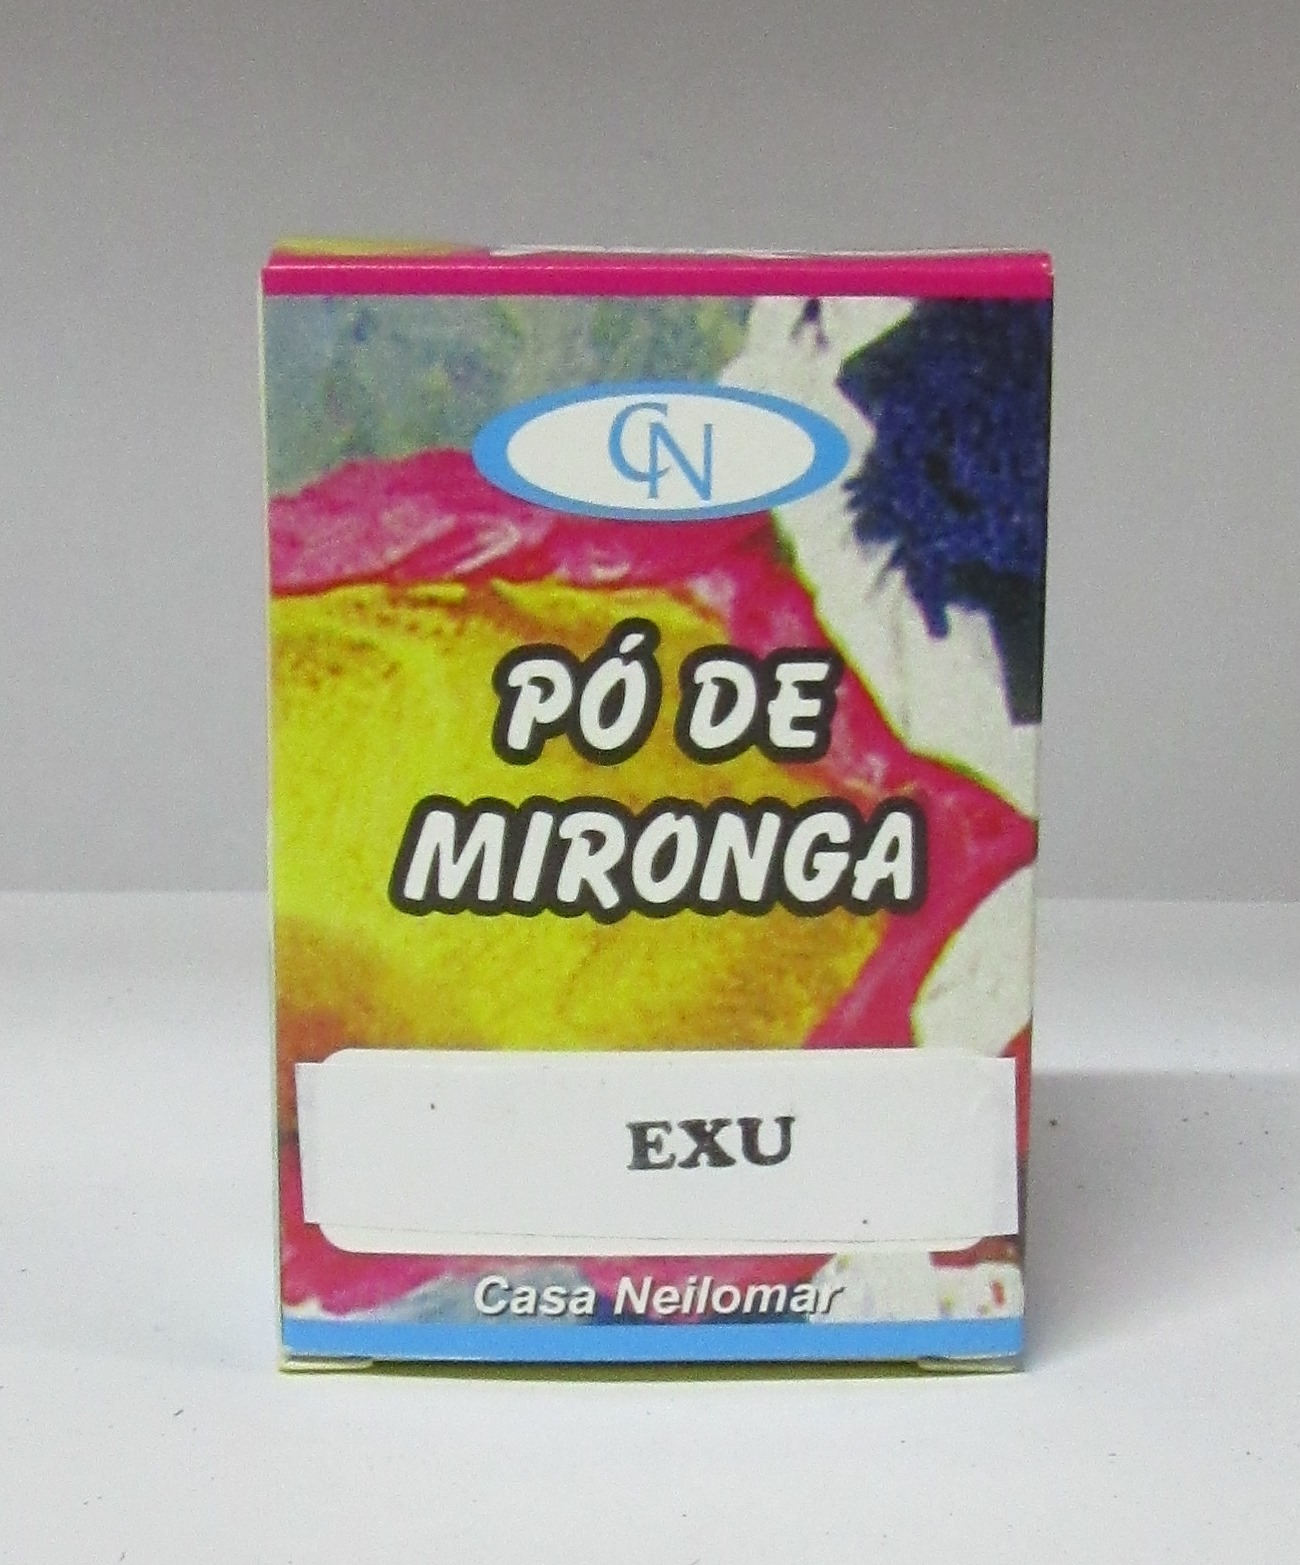 CN
PÓ DE
MIRONGA
EXU
Casa Neilomar